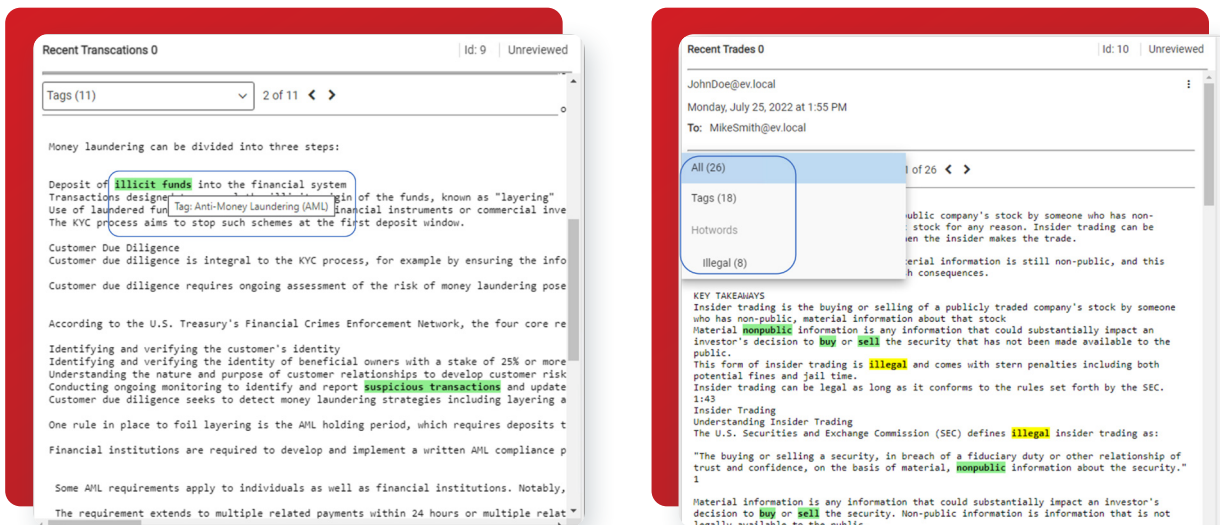 Recent Transcations 0
Id: 9
Unreviewed
Tags (11)
2 of 11
Money laundering can be divided into three steps:
Deposit of illicit funds into the financial system
Transactions designe
gin of the funds, known as "layering"
Tag: Anti-Money Laundering (AML)
Use of laundered fun
inancial instruments or commercial inve
The KYC process aims to stop such schemes at the first deposit window.
Customer Due Diligence
Customer due diligence is integral to the KYC process, for example by ensuring the info
Customer due diligence requires ongoing assessment of the risk of money laundering pose
According to the U.S. Treasury's Financial Crimes Enforcement Network, the four core re
Identifying and verifying the customer's identity
Identifying and verifying the identity of beneficial owners with a stake of 25% or more
Understanding the nature and purpose of customer relationships to develop customer risk
Conducting ongoing monitoring to identify and report suspicious transactions and update
Customer due diligence seeks to detect money laundering strategies including layering a
One rule in place to foil layering is the AML holding period, which requires deposits t
Financial institutions are required to develop and implement a written AML compliance p
Some AML requirements apply to individuals as well as financial institutions. Notably,
The requirement extends to multiple related payments within 24 hours or multiple relat
Recent Trades 0
Id: 10
Unreviewed
JohnDoe@ev.local
Monday, July 25, 2022 at 1:55 PM
To: MikeSmith@ev.local
All (26)
of 26
Tags (18)
Hotwords
Illegal (8)
ublic company's stock by someone who has non-
stock for any reason. Insider trading can be
en the insider makes the trade.
erial information is still non-public, and this
h consequences.
KEY TAKEAWAYS
Insider trading is the buying or selling of a publicly traded company's stock by someone
who has non-public, material information about that stock
Material nonpublic information is any information that could substantially impact an
investor's decision to buy or sell the security that has not been made available to the
public.
This form of insider trading is illegal and comes with stern penalties including both
potential fines and jail time.
Insider trading can be legal as long as it conforms to the rules set forth by the SEC.
1:43
Insider Trading
Understanding Insider Trading
The U.S. Securities and Exchange Commission (SEC) defines illegal insider trading as:
"The buying or selling a security, in breach of a fiduciary duty or other relationship of
trust and confidence, on the basis of material, nonpublic information about the security."
1
Material information is any information that could substantially impact an investor's
decision to buy or sell the security. Non-public information is information that is not
legally available to the public.